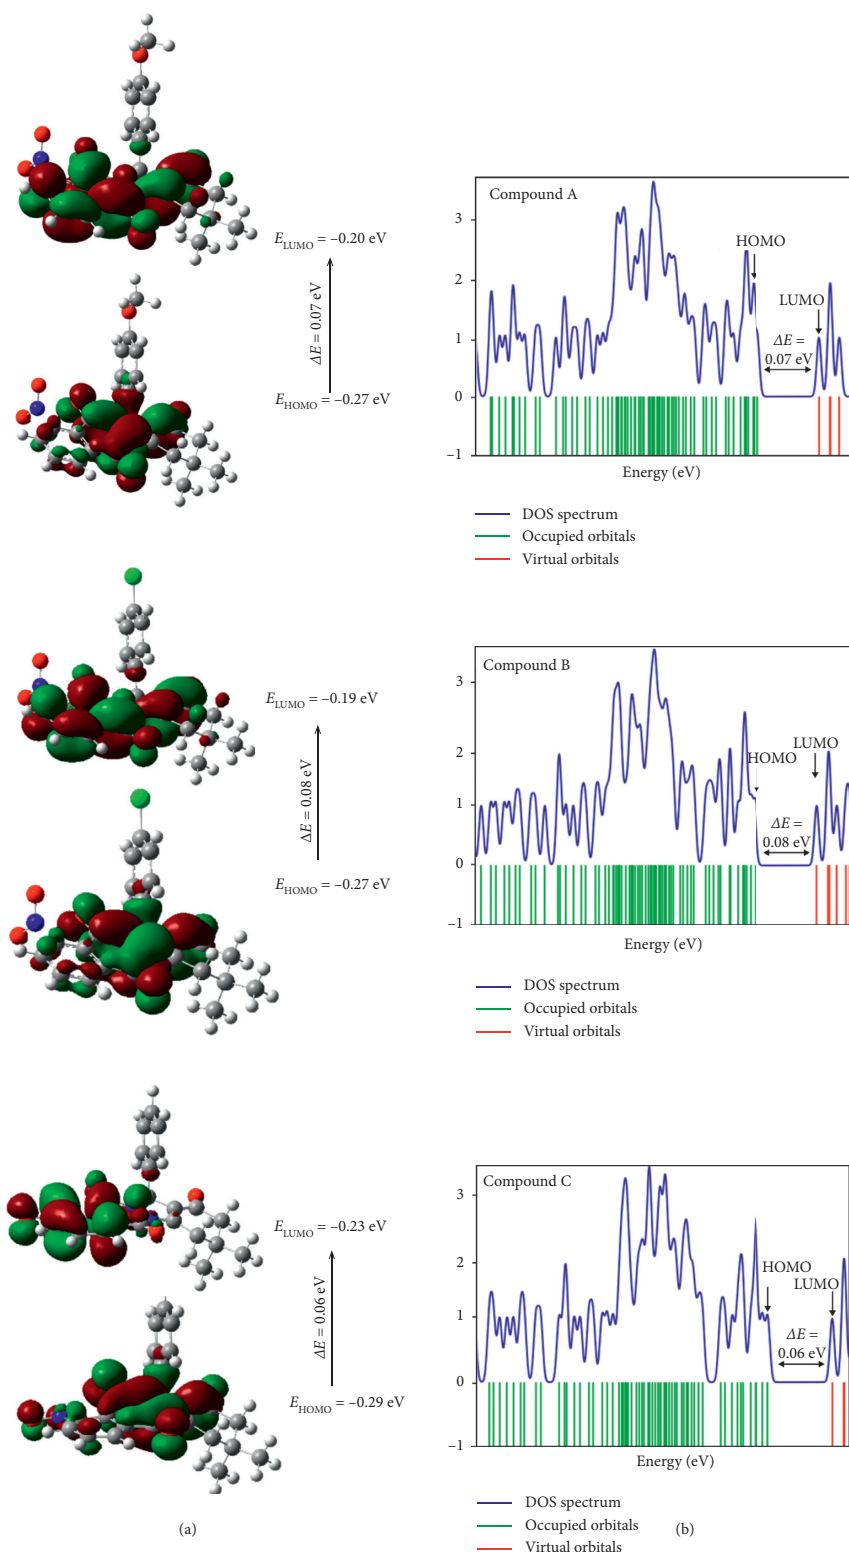 E_LUMO = –0.20 eV
ΔE = 0.07 eV
E_HOMO = –0.27 eV
Compound A
3
2
1
0
–1
HOMO
LUMO
ΔE =
0.07 eV
Energy (eV)
DOS spectrum
Occupied orbitals
Virtual orbitals
E_LUMO = –0.19 eV
ΔE = 0.08 eV
E_HOMO = –0.27 eV
Compound B
3
2
1
0
–1
HOMO
LUMO
ΔE =
0.08 eV
Energy (eV)
DOS spectrum
Occupied orbitals
Virtual orbitals
E_LUMO = –0.23 eV
ΔE = 0.06 eV
E_HOMO = –0.29 eV
Compound C
3
2
1
0
–1
HOMO
LUMO
ΔE =
0.06 eV
Energy (eV)
DOS spectrum
Occupied orbitals
Virtual orbitals
(a)
(b)